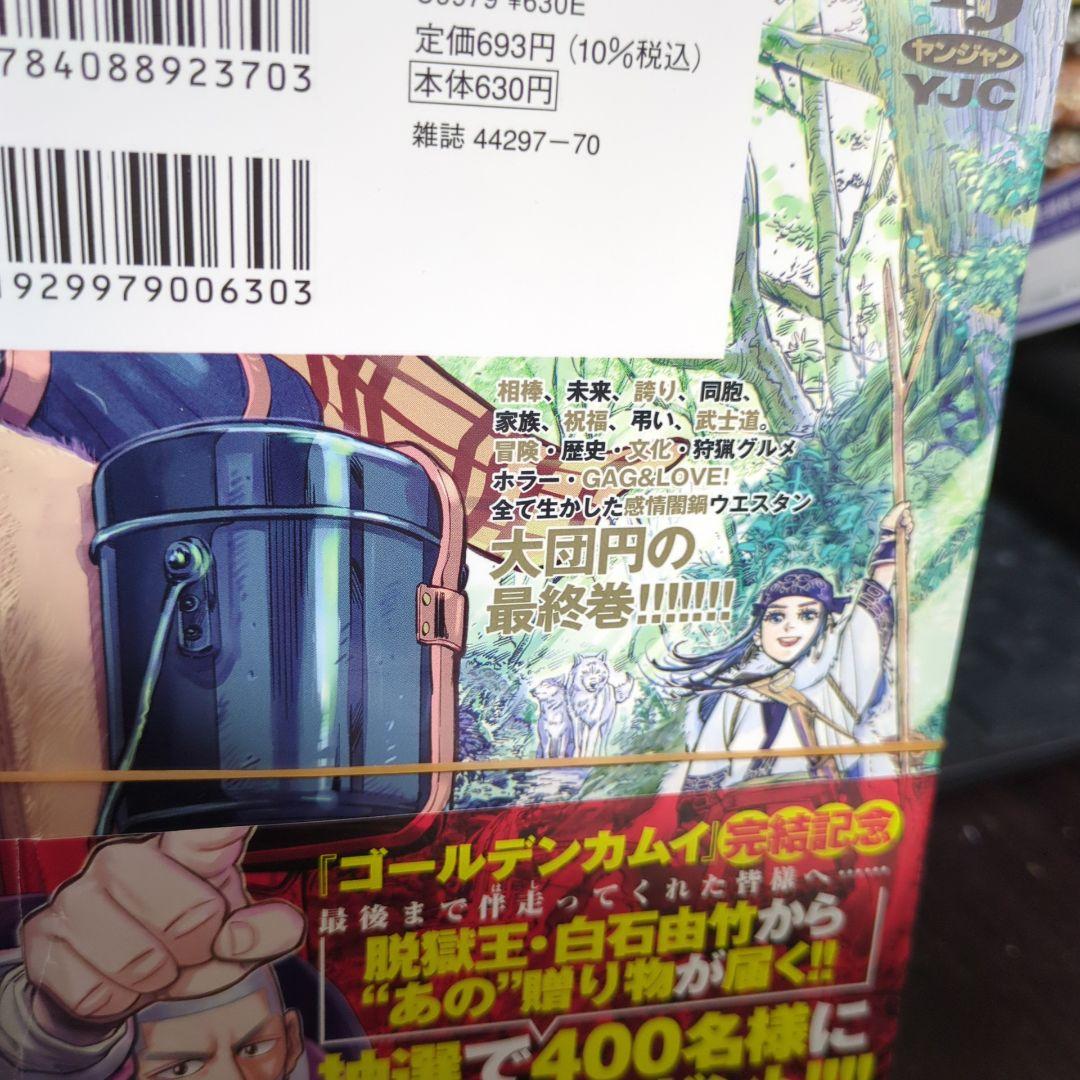 784088923703
¥630E
定価693円（10%税込）
本体630円
雑誌 44297-70
929979006303
ヤンジャン
YJC
相棒、未来、誇り、同胞、
家族、祝福、弔い、武士道。
冒険・歴史・文化・狩猟グルメ
ホラー・GAG&LOVE!
全て生かした感情闇鍋ウエスタン
大団円の
最終巻!!!!!!!
『ゴールデンカムイ』完結記念
最後まで伴走ってくれた皆様へ……
脱獄王・白石由竹から
“あの”贈り物が届く!!
抽選で400名様に